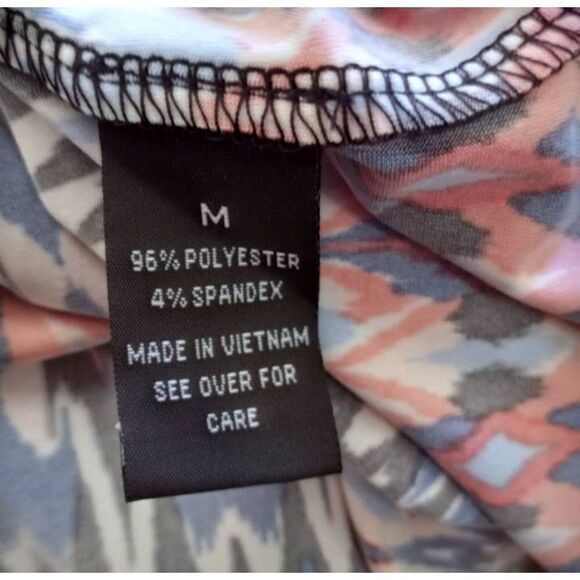 M
96% POLYESTER
4% SPANDEX
MADE IN VIETNAM
SEE OVER FOR
CARE